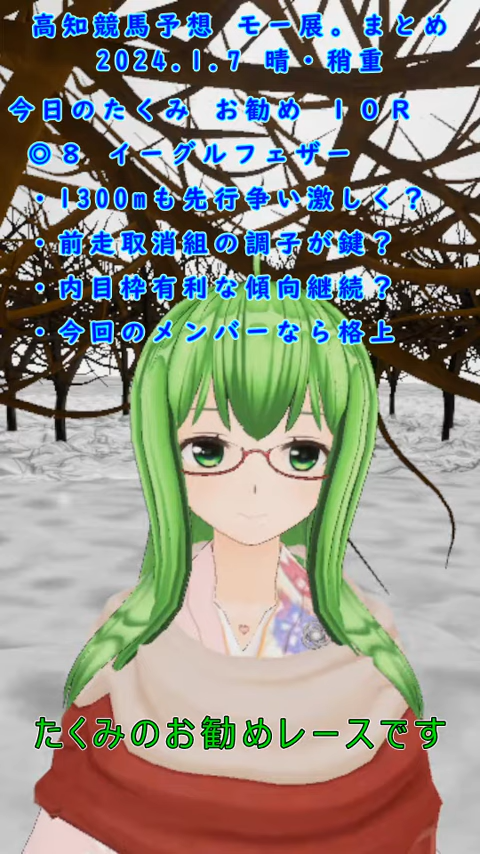 高知競馬予想 モー展。まとめ
2024.1.7 晴・稍重
今日のたくみ お勧め １０Ｒ
◎８ イーグルフェザー
・1300mも先行争い激しく？
・前走取消組の調子が鍵？
・内目枠有利な傾向継続？
・今回のメンバーなら格上
たくみのお勧めレースです